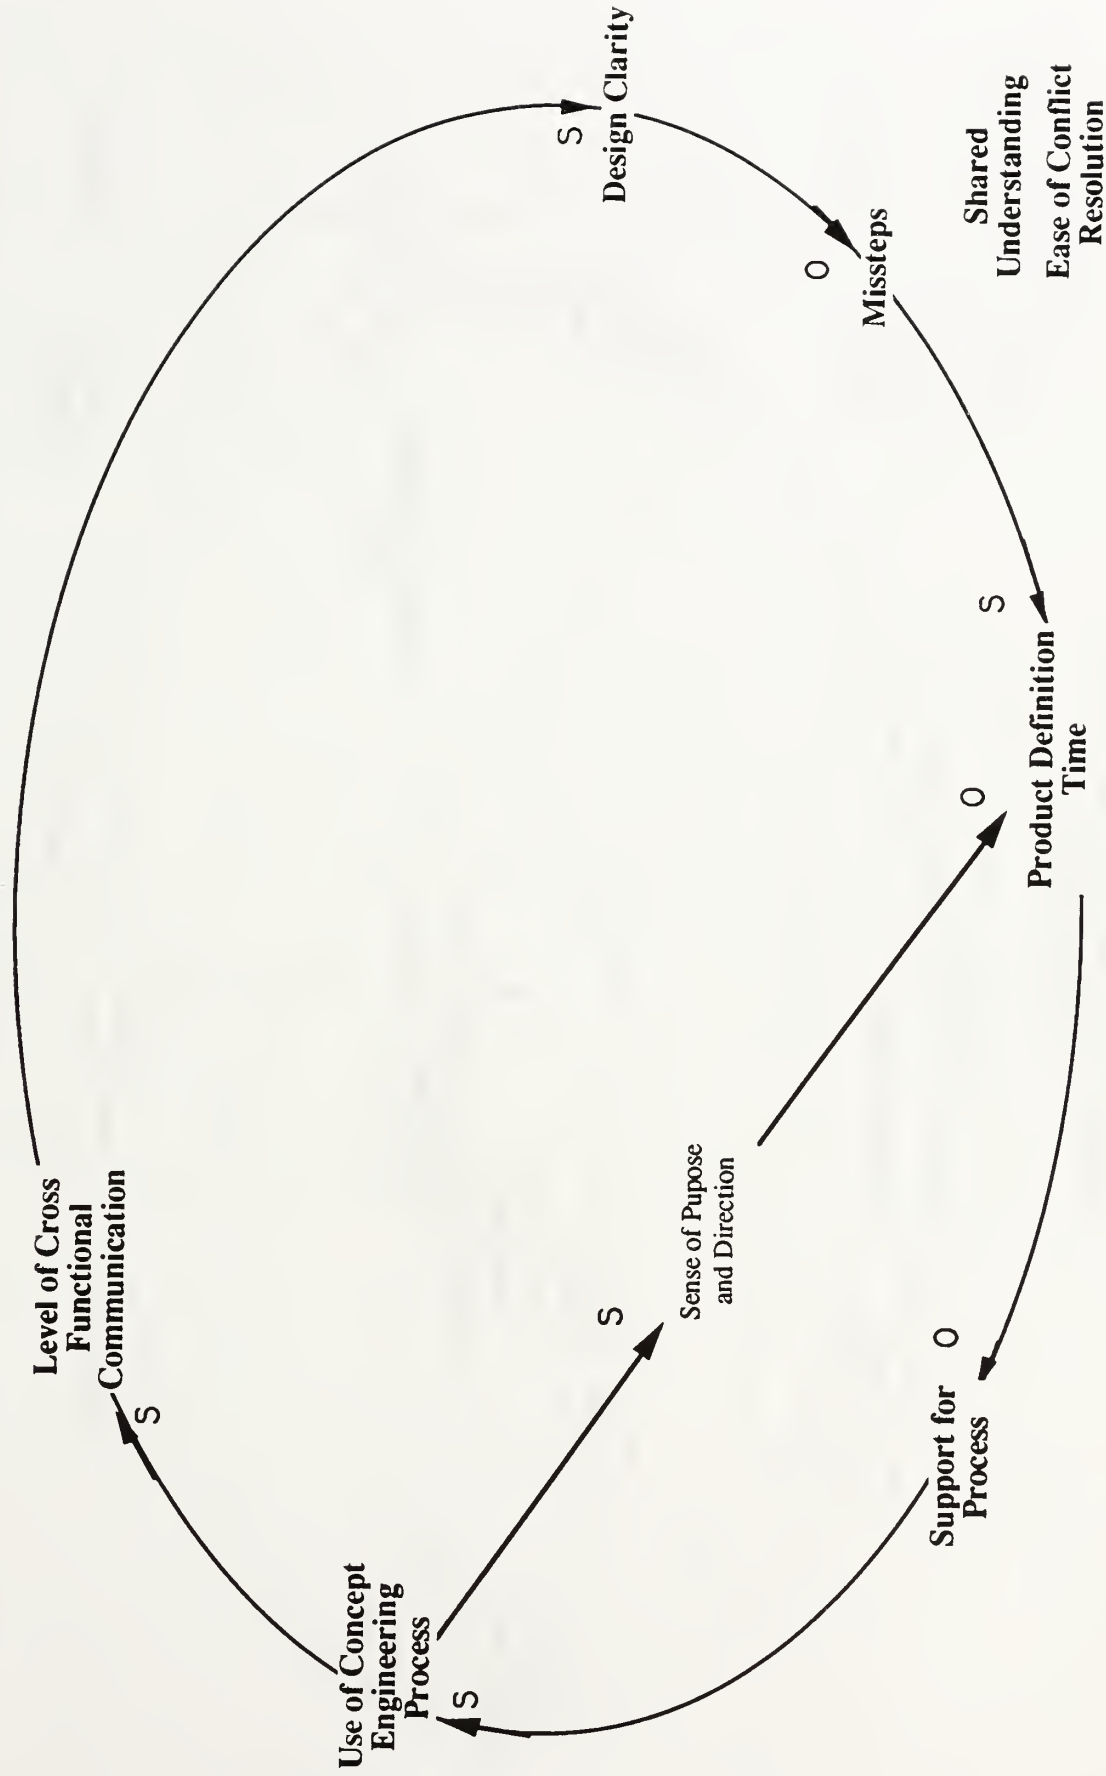 Level of Cross
Functional
Communication
S
Use of Concept
Engineering
Process
S
S
Sense of Pupose
and Direction
S
Design Clarity
O
Missteps
S
Product Definition
Time
O
O
Support for
Process
Shared
Understanding
Ease of Conflict
Resolution